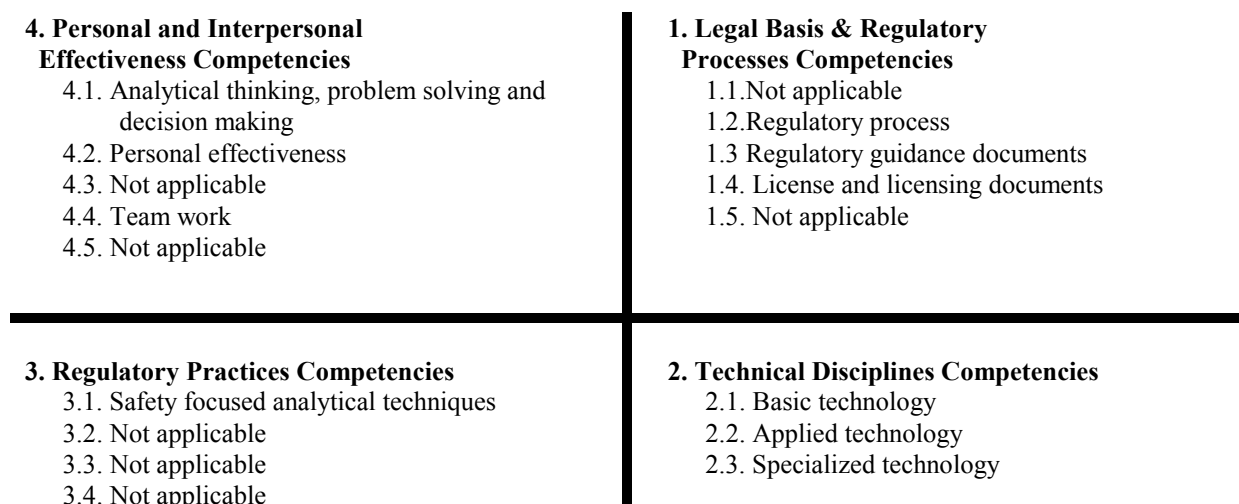 4. Personal and Interpersonal
Effectiveness Competencies
4.1. Analytical thinking, problem solving and
decision making
4.2. Personal effectiveness
4.3. Not applicable
4.4. Team work
4.5. Not applicable
1. Legal Basis & Regulatory
Processes Competencies
1.1.Not applicable
1.2.Regulatory process
1.3 Regulatory guidance documents
1.4. License and licensing documents
1.5. Not applicable
3. Regulatory Practices Competencies
3.1. Safety focused analytical techniques
3.2. Not applicable
3.3. Not applicable
3.4. Not applicable
2. Technical Disciplines Competencies
2.1. Basic technology
2.2. Applied technology
2.3. Specialized technology